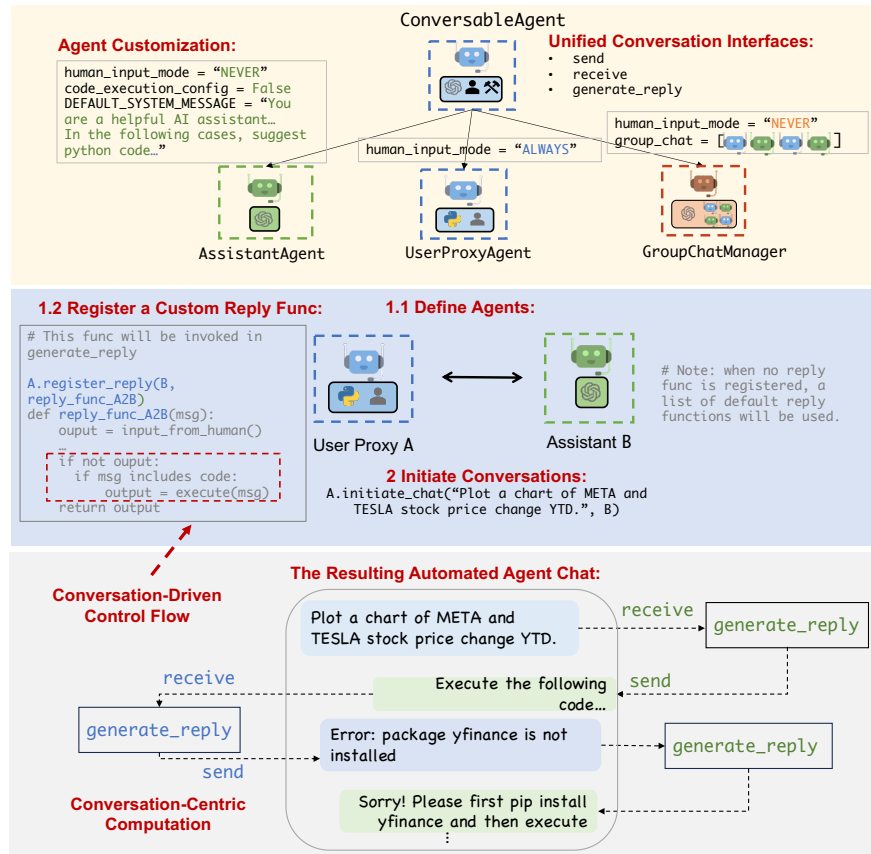 ConversableAgent
Agent Customization:
human_input_mode = “NEVER”
code_execution_config = False
DEFAULT_SYSTEM_MESSAGE = “You
are a helpful AI assistant…
In the following cases, suggest
python code…”
Unified Conversation Interfaces:
• send
• receive
• generate_reply
human_input_mode = “ALWAYS”
human_input_mode = “NEVER”
group_chat = [ ]
AssistantAgent
UserProxyAgent
GroupChatManager
1.2 Register a Custom Reply Func:
# This func will be invoked in
generate_reply
A.register_reply(B,
reply_func_A2B)
def reply_func_A2B(msg):
ouput = input_from_human()
…
if not ouput:
if msg includes code:
output = execute(msg)
return output
1.1 Define Agents:
User Proxy A
Assistant B
# Note: when no reply
func is registered, a
list of default reply
functions will be used.
2 Initiate Conversations:
A.initiate_chat(“Plot a chart of META and
TESLA stock price change YTD.”, B)
Conversation-Driven
Control Flow
The Resulting Automated Agent Chat:
Plot a chart of META and
TESLA stock price change YTD.
receive
generate_reply
send
Execute the following
code…
receive
generate_reply
send
Error: package yfinance is not
installed
generate_reply
Sorry! Please first pip install
yfinance and then execute
⋮
Conversation-Centric
Computation